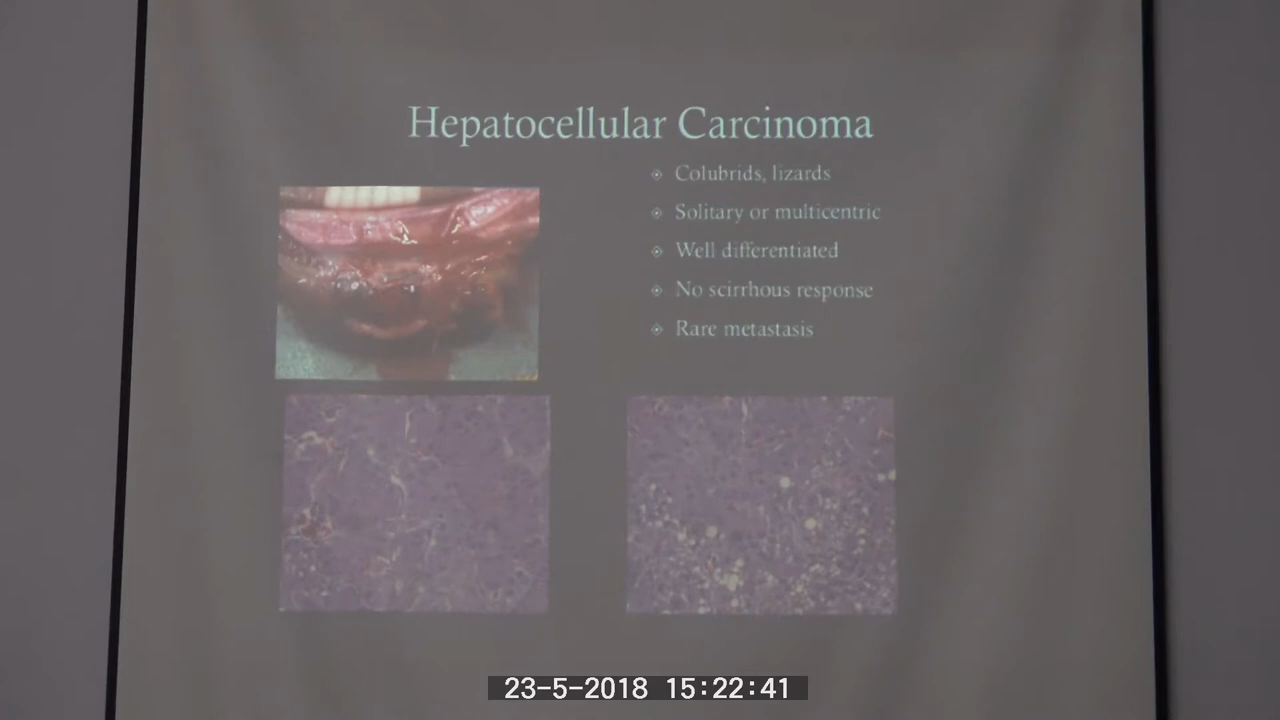 Hepatocellular Carcinoma
Colubrids, lizards
Solitary or multicentric
Well differentiated
No scirrhous response
Rare metastasis
23-5-2018 15:22:41